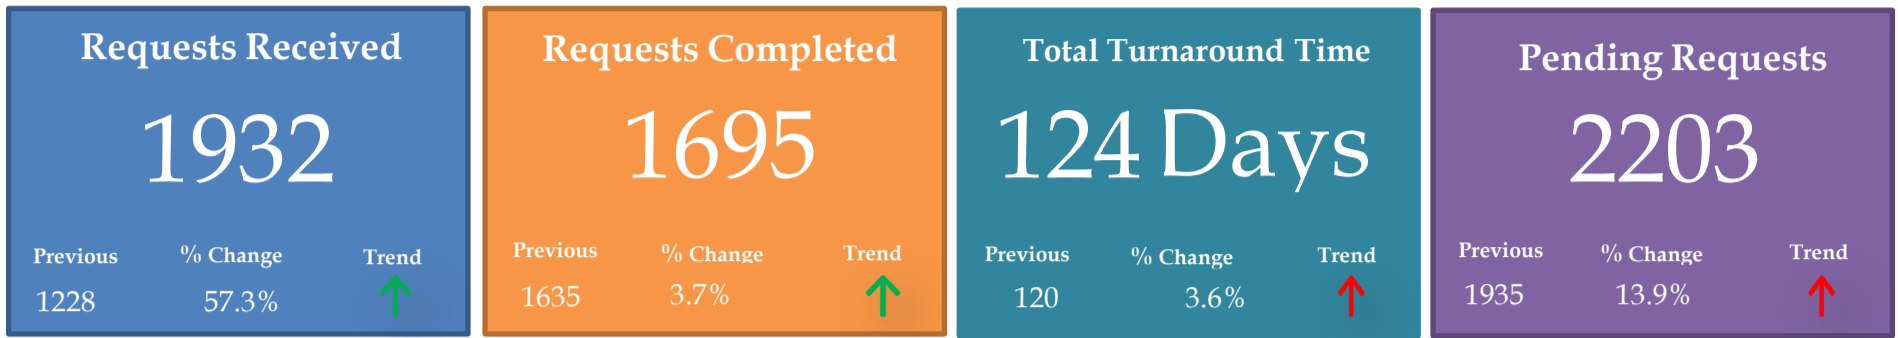 Requests Received
1932
Previous % Change Trend
1228 57.3%
Requests Completed
1695
Previous % Change Trend
1635 3.7%
Total Turnaround Time
124 Days
Previous % Change Trend
120 3.6%
Pending Requests
2203
Previous % Change Trend
1935 13.9%